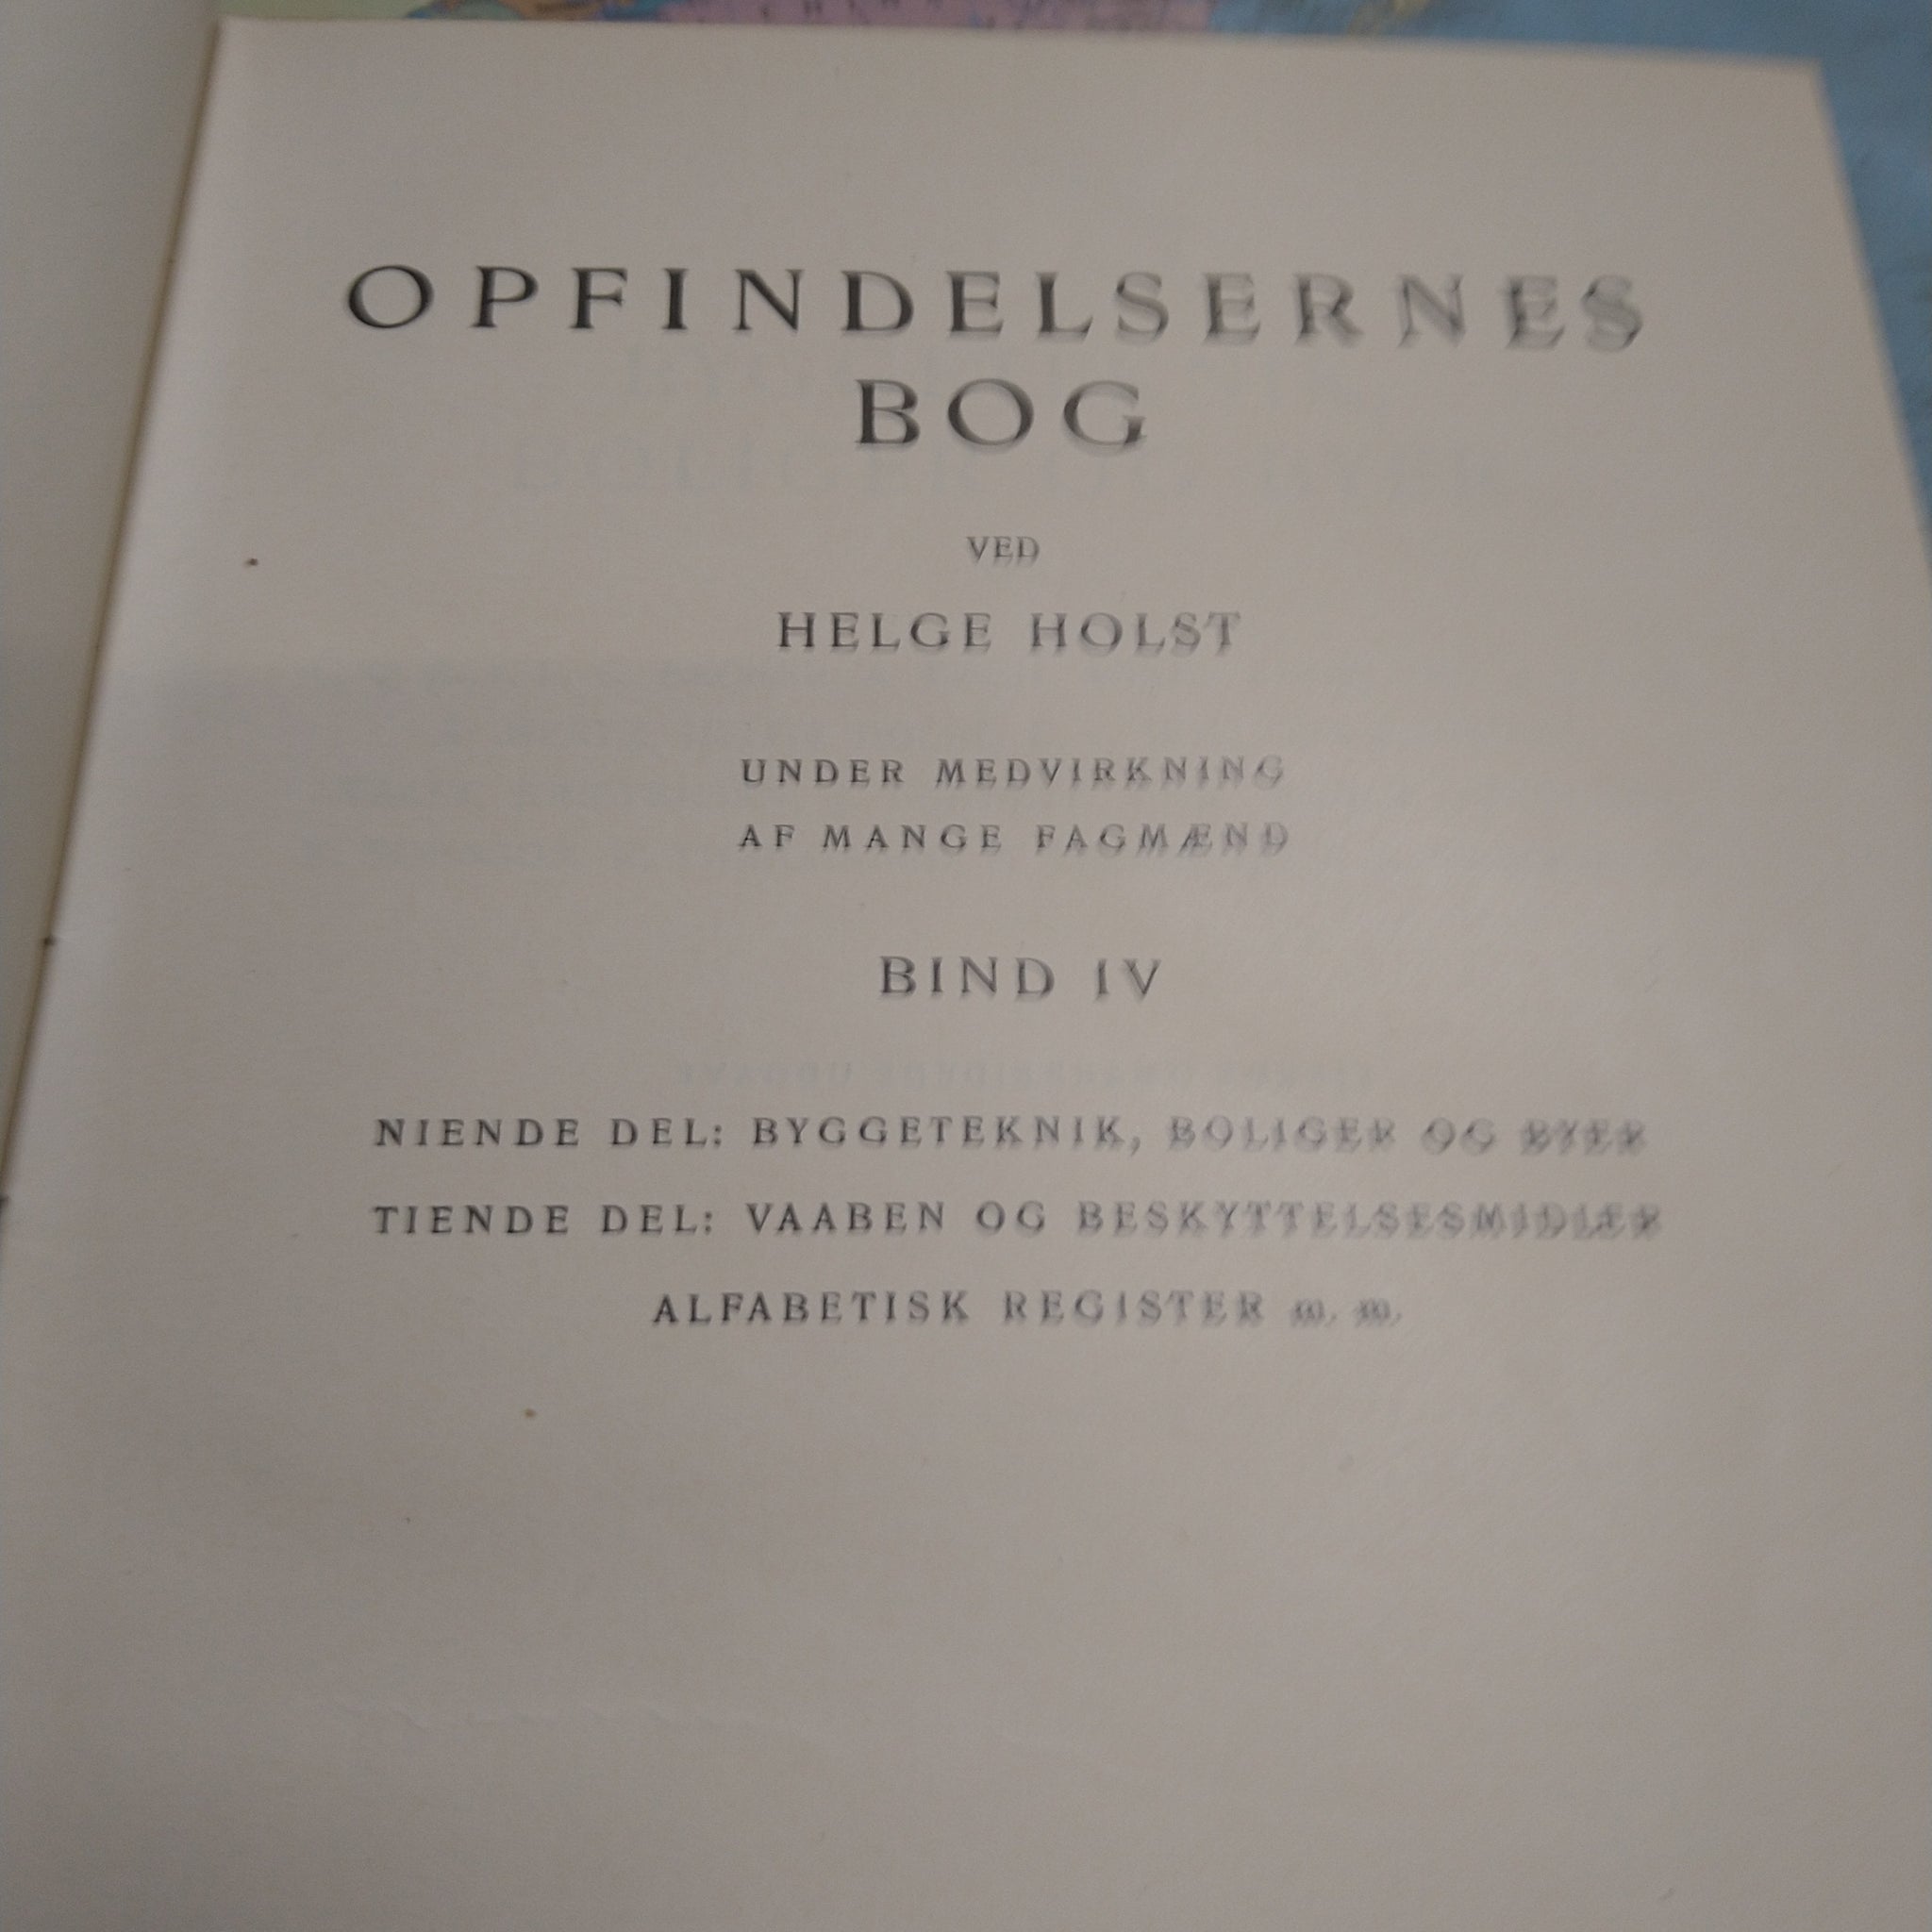 OPFINDELSERNES
BOG
VED
HELGE HOLST
UNDER MEDVIRKNING
AF MANGE FAGMÆND
BIND IV
NIENDE DEL: BYGGETEKNIK, BOLIGER OG BYER
TIENDE DEL: VAABEN OG BESKYTTELSESMIDLER
ALFABETISK REGISTER m. m.